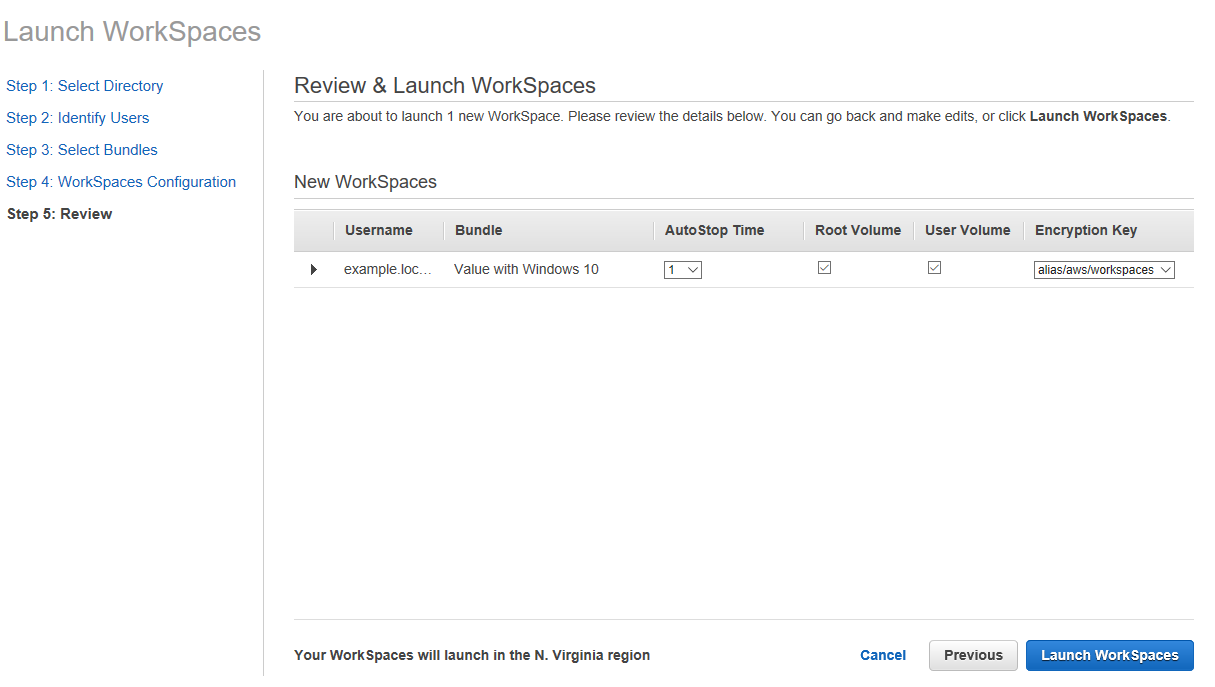 Launch WorkSpaces
Step 1: Select Directory
Step 2: Identify Users
Step 3: Select Bundles
Step 4: WorkSpaces Configuration
Step 5: Review
Review & Launch WorkSpaces
You are about to launch 1 new WorkSpace. Please review the details below. You can go back and make edits, or click Launch WorkSpaces.
New WorkSpaces
Username Bundle AutoStop Time Root Volume User Volume Encryption Key
example.loc... Value with Windows 10 1 alias/aws/workspaces
Your WorkSpaces will launch in the N. Virginia region Cancel Previous Launch WorkSpaces